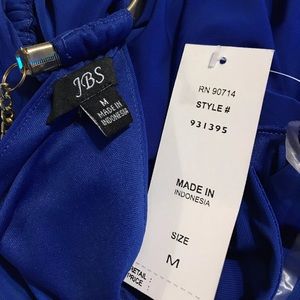 JBS
M
MADE IN
INDONESIA
RN 90714
STYLE #
931395
MADE IN
INDONESIA
SIZE
M
RETAIL
PRICE